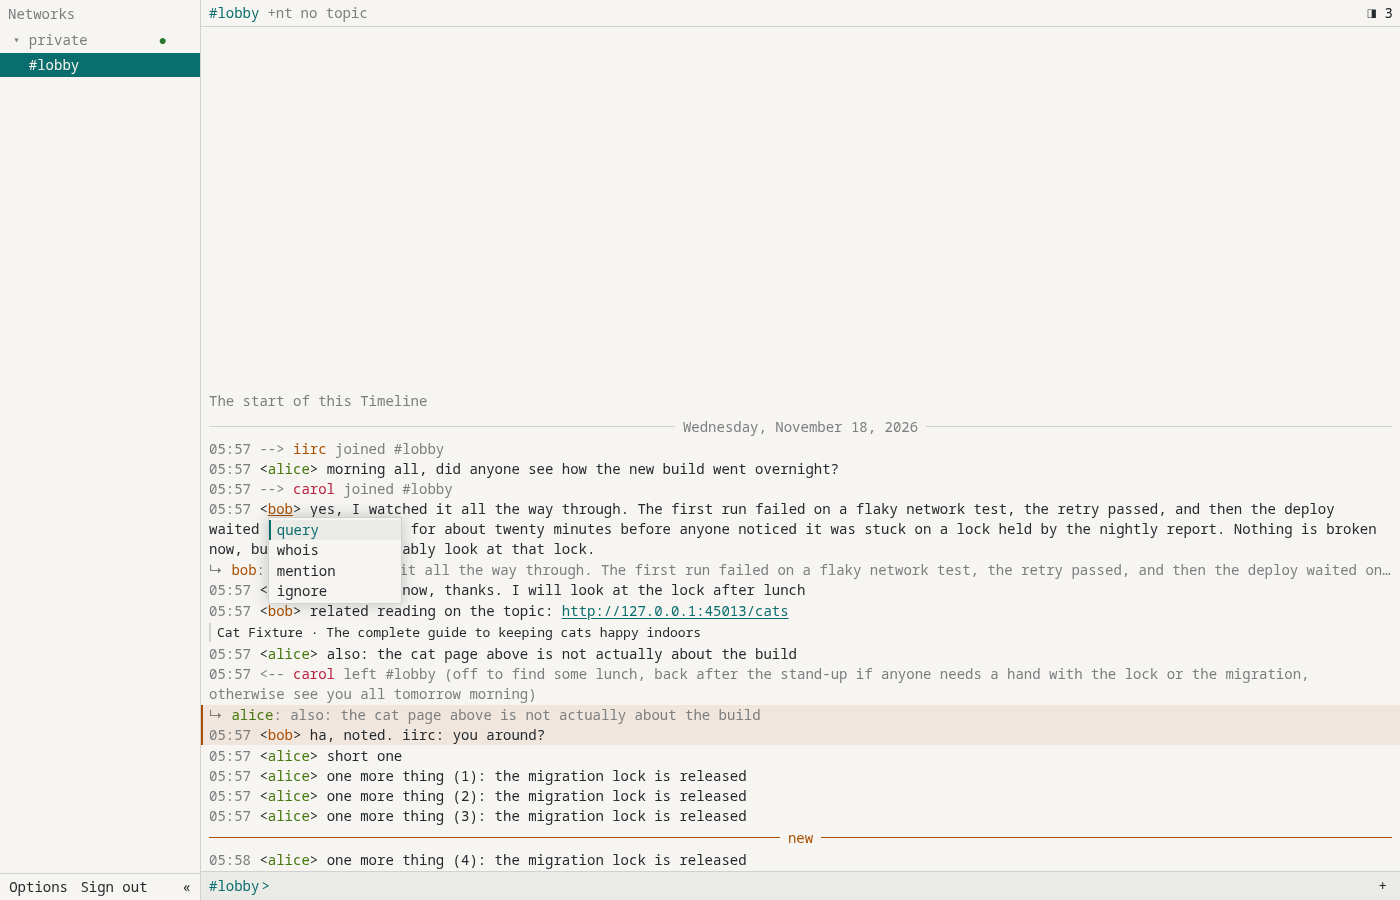 Networks
▾ private ●
#lobby
#lobby +nt no topic ◨ 3
The start of this Timeline
Wednesday, November 18, 2026
05:57 --> iirc joined #lobby
05:57 <alice> morning all, did anyone see how the new build went overnight?
05:57 --> carol joined #lobby
05:57 <bob> yes, I watched it all the way through. The first run failed on a flaky network test, the retry passed, and then the deploy
waited for about twenty minutes before anyone noticed it was stuck on a lock held by the nightly report. Nothing is broken
now, bu ably look at that lock.
query
whois
mention
ignore
↳ bob: it all the way through. The first run failed on a flaky network test, the retry passed, and then the deploy waited on…
05:57 < now, thanks. I will look at the lock after lunch
05:57 <bob> related reading on the topic: http://127.0.0.1:45013/cats
Cat Fixture · The complete guide to keeping cats happy indoors
05:57 <alice> also: the cat page above is not actually about the build
05:57 <-- carol left #lobby (off to find some lunch, back after the stand-up if anyone needs a hand with the lock or the migration,
otherwise see you all tomorrow morning)
↳ alice: also: the cat page above is not actually about the build
05:57 <bob> ha, noted. iirc: you around?
05:57 <alice> short one
05:57 <alice> one more thing (1): the migration lock is released
05:57 <alice> one more thing (2): the migration lock is released
05:57 <alice> one more thing (3): the migration lock is released
new
05:58 <alice> one more thing (4): the migration lock is released
Options Sign out «
#lobby> +